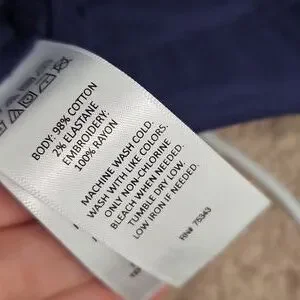 BODY: 98% COTTON
2% ELASTANE
EMBROIDERY:
100% RAYON
MACHINE WASH COLD.
WASH WITH LIKE COLORS.
ONLY NON-CHLORINE
BLEACH WHEN NEEDED.
TUMBLE DRY LOW.
LOW IRON IF NEEDED.
RN# 75343